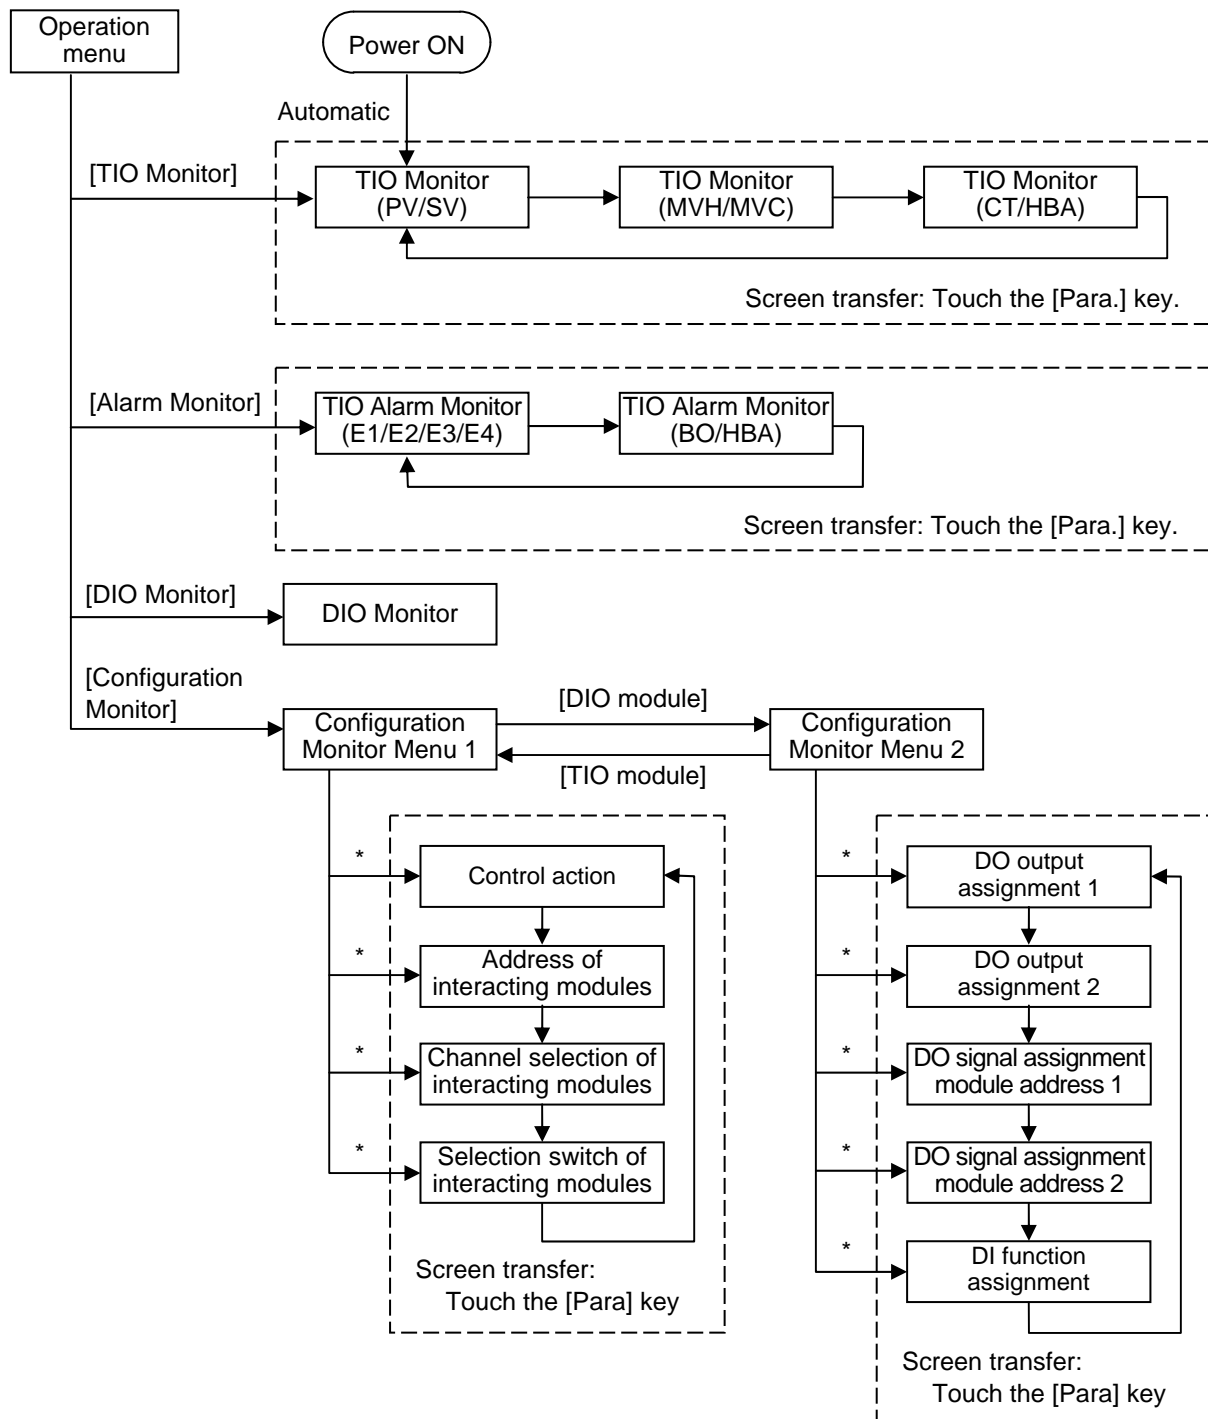 Operation
menu
Power ON
Automatic
[TIO Monitor]
TIO Monitor
(PV/SV)
TIO Monitor
(MVH/MVC)
TIO Monitor
(CT/HBA)
Screen transfer: Touch the [Para.] key.
[Alarm Monitor]
TIO Alarm Monitor
(E1/E2/E3/E4)
TIO Alarm Monitor
(BO/HBA)
Screen transfer: Touch the [Para.] key.
[DIO Monitor]
DIO Monitor
[Configuration
Monitor]
Configuration
Monitor Menu 1
[DIO module]
[TIO module]
Configuration
Monitor Menu 2
*
Control action
*
Address of
interacting modules
*
Channel selection of
interacting modules
*
Selection switch of
interacting modules
Screen transfer:
Touch the [Para] key
*
DO output
assignment 1
*
DO output
assignment 2
*
DO signal assignment
module address 1
*
DO signal assignment
module address 2
*
DI function
assignment
Screen transfer:
Touch the [Para] key